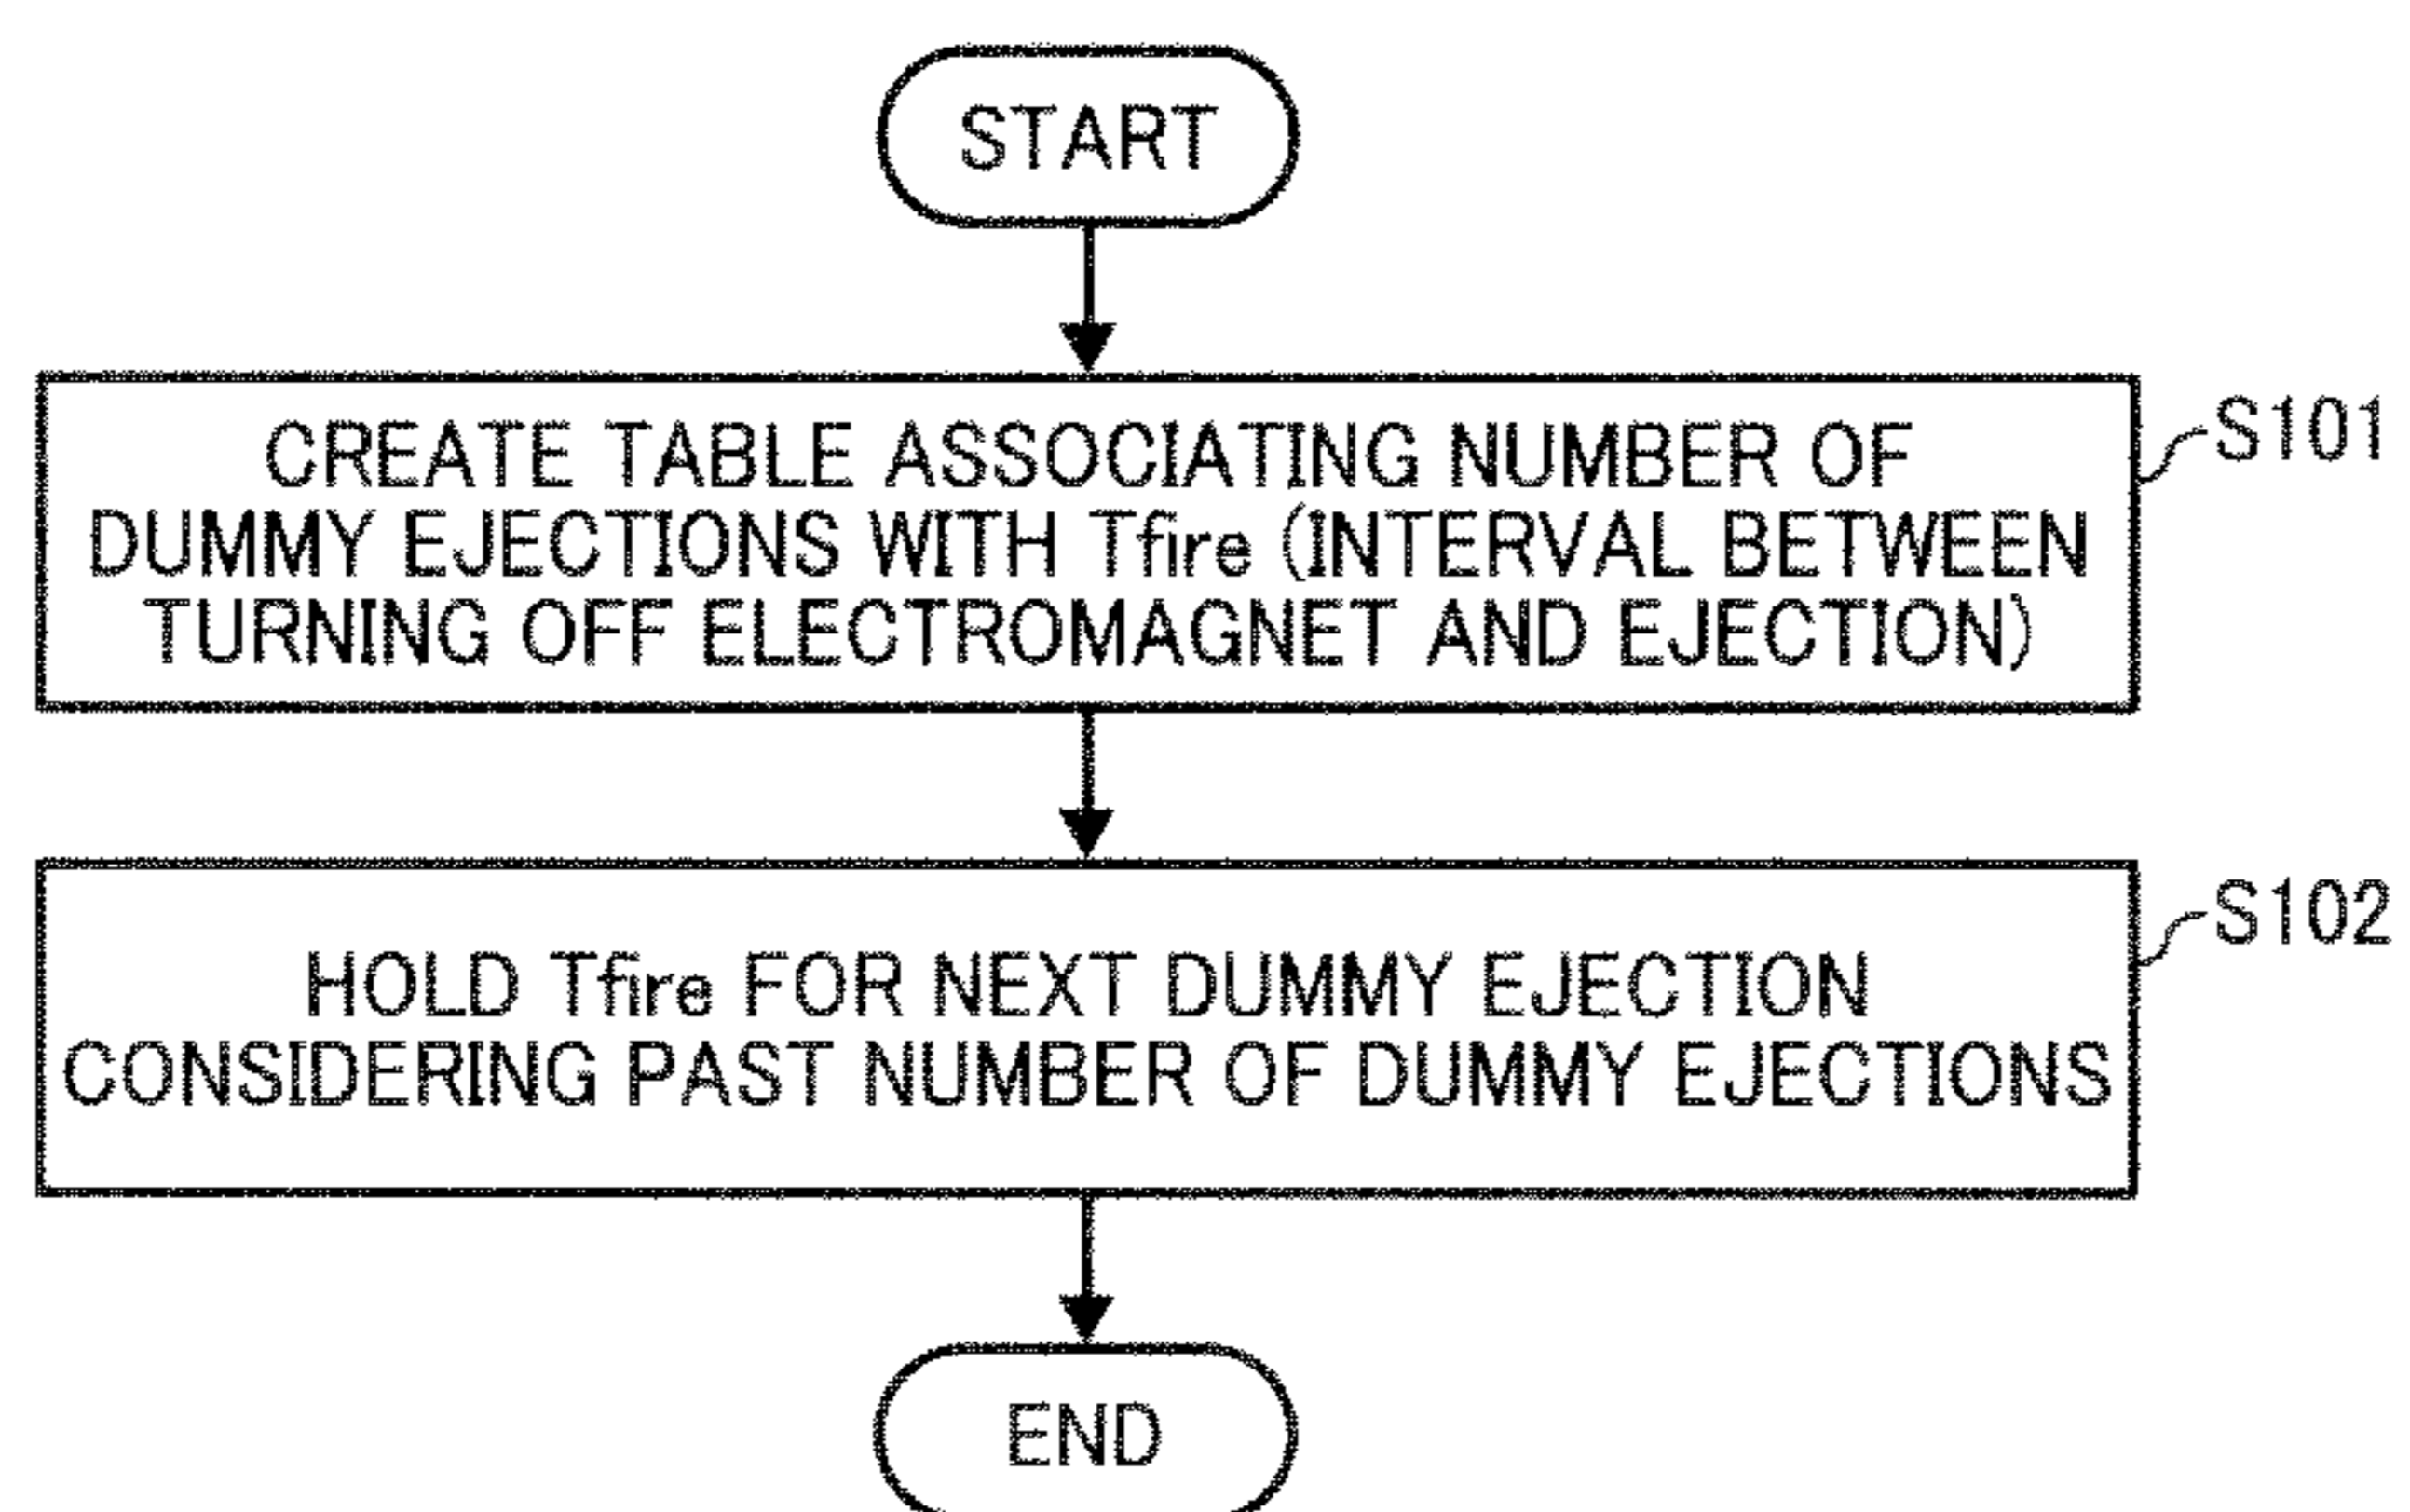 START
CREATE TABLE ASSOCIATING NUMBER OF
DUMMY EJECTIONS WITH Tfire (INTERVAL BETWEEN
TURNING OFF ELECTROMAGNET AND EJECTION)
S101
HOLD Tfire FOR NEXT DUMMY EJECTION
CONSIDERING PAST NUMBER OF DUMMY EJECTIONS
S102
END